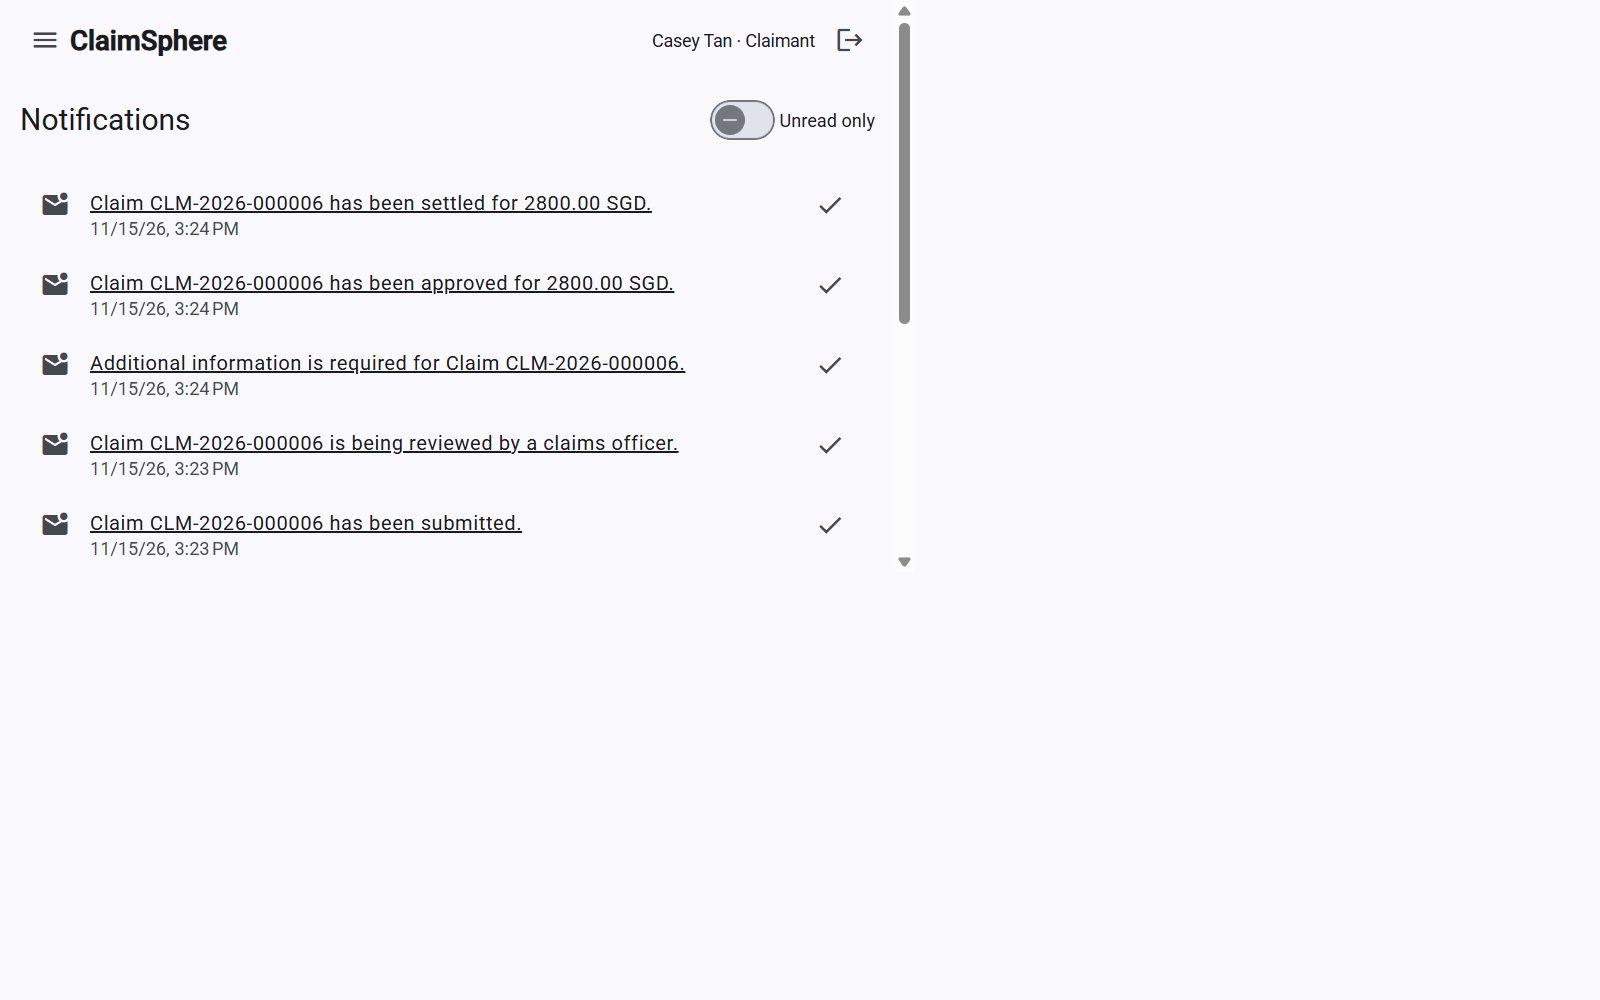 ClaimSphere
Casey Tan · Claimant
Notifications
Unread only
Claim CLM-2026-000006 has been settled for 2800.00 SGD.
11/15/26, 3:24 PM
Claim CLM-2026-000006 has been approved for 2800.00 SGD.
11/15/26, 3:24 PM
Additional information is required for Claim CLM-2026-000006.
11/15/26, 3:24 PM
Claim CLM-2026-000006 is being reviewed by a claims officer.
11/15/26, 3:23 PM
Claim CLM-2026-000006 has been submitted.
11/15/26, 3:23 PM